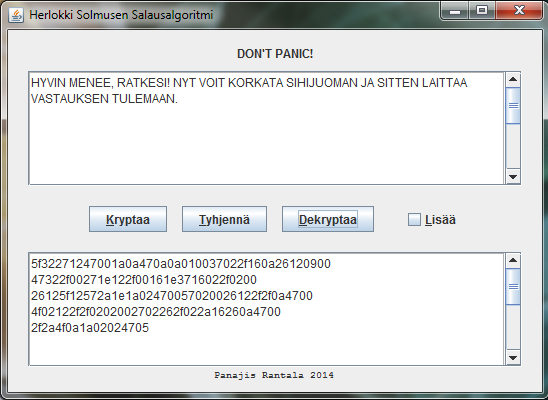 Herlokki Solmusen Salausalgoritmi
DON'T PANIC!
HYVIN MENEE, RATKESI! NYT VOIT KORKATA SIHIJUOMAN JA SITTEN LAITTAA
VASTAUKSEN TULEMAAN.
Kryptaa Tyhjennä Dekryptaa Lisää
5f32271247001a0a470a0a010037022f160a26120900
47322f00271e122f00161e3716022f0200
26125f12572a1e1a02470057020026122f2f0a4700
4f02122f2f0202002702262f022a16260a4700
2f2a4f0a1a02024705
Panajis Rantala 2014